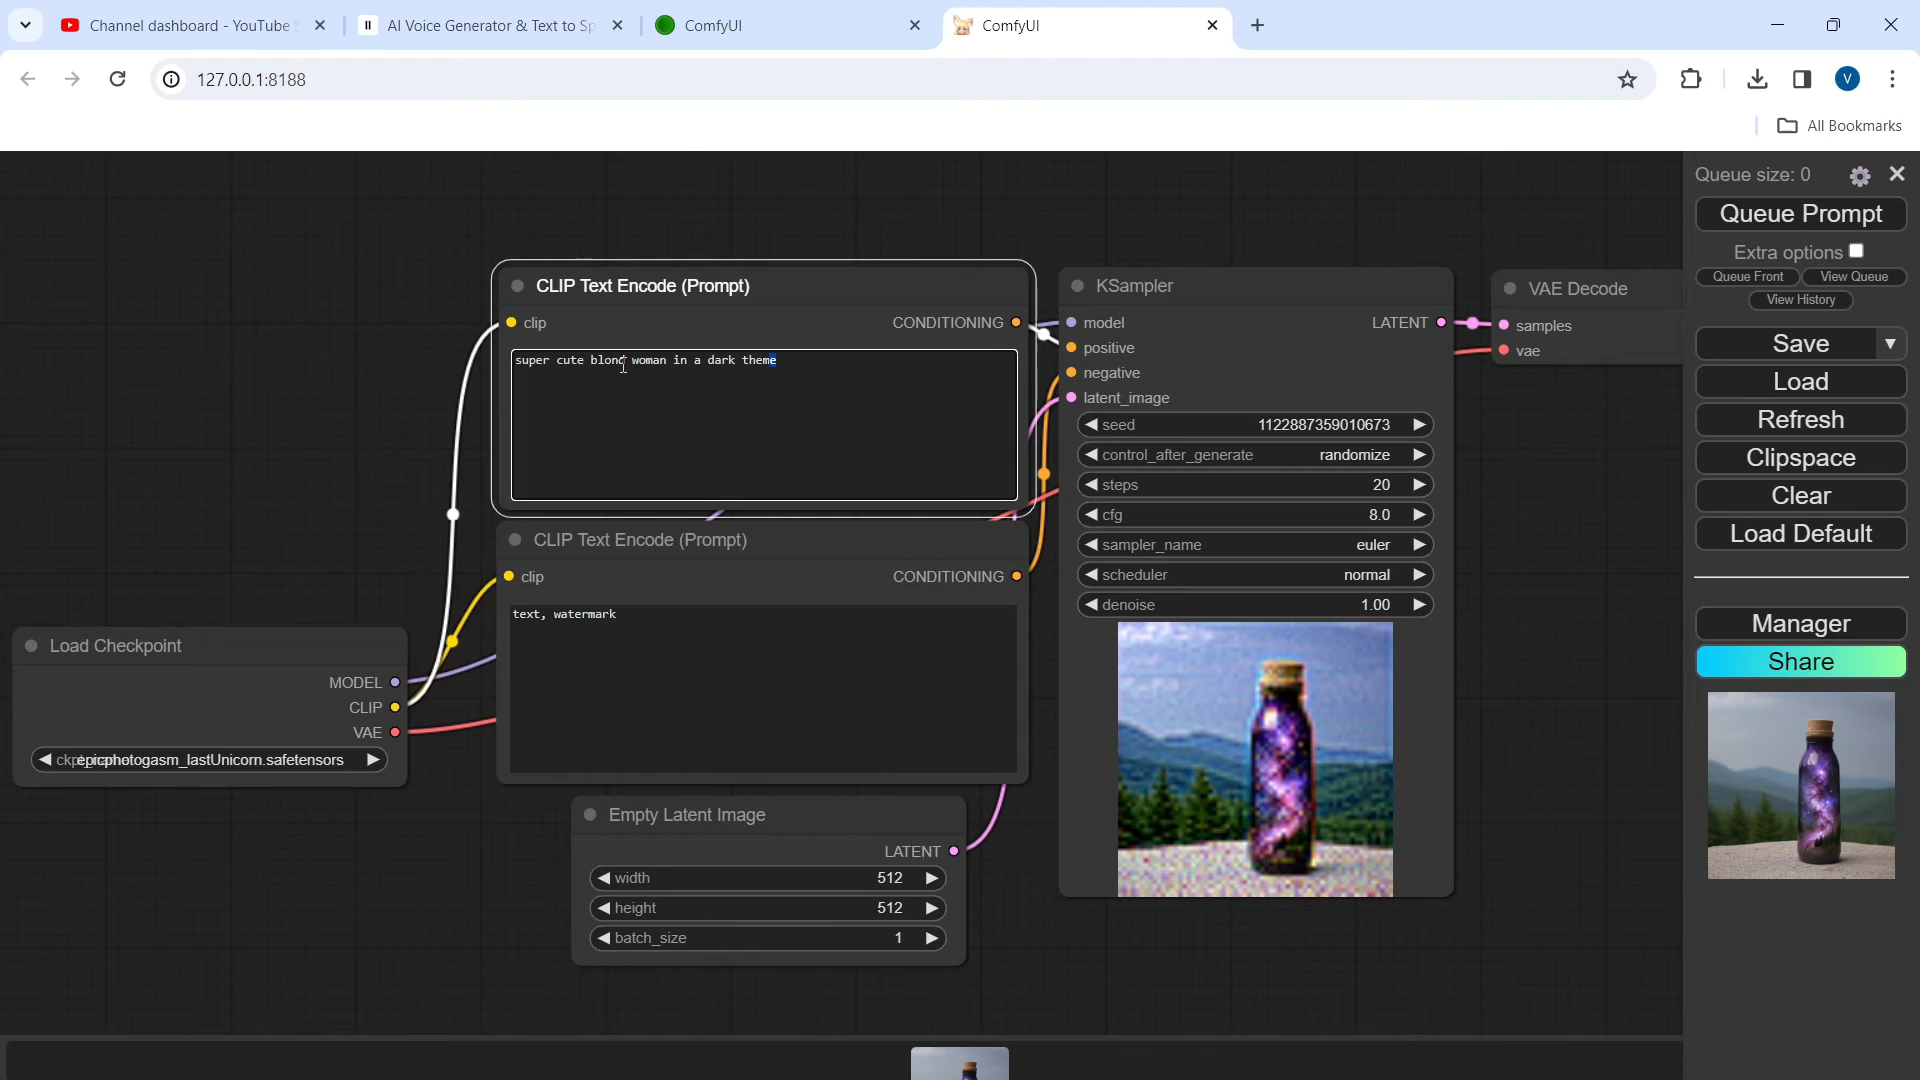 Channel dashboard - YouTube S
AI Voice Generator & Text to Sp
ComfyUI
ComfyUI
127.0.0.1:8188
V
All Bookmarks
Queue size: 0
Queue Prompt
Extra options
Queue Front
View Queue
View History
Save
Load
Refresh
Clipspace
Clear
Load Default
Manager
Share
CLIP Text Encode (Prompt)
clip
CONDITIONING
super cute blond woman in a dark theme
CLIP Text Encode (Prompt)
clip
CONDITIONING
text, watermark
Load Checkpoint
MODEL
CLIP
VAE
epicphotogasm_lastUnicorn.safetensors
Empty Latent Image
LATENT
width 512
height 512
batch_size 1
KSampler
model
LATENT
positive
negative
latent_image
seed 1122887359010673
control_after_generate randomize
steps 20
cfg 8.0
sampler_name euler
scheduler normal
denoise 1.00
VAE Decode
samples
vae